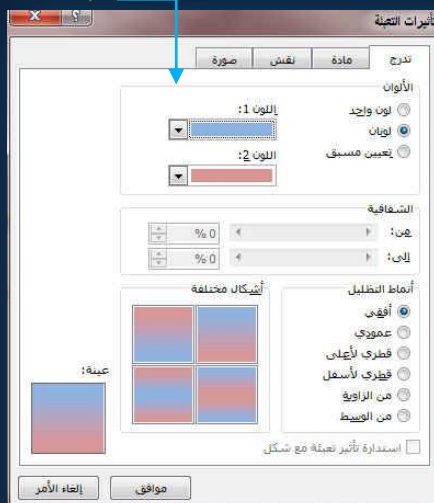 تأثيرات التعبئة
تدرج
مادة
نقش
صورة
الألوان
لون واحد
لونان
تعيين مسبق
اللون 1:
اللون 2:
الشفافية
من:
0 %
إلى:
0 %
أنماط التظليل
أفقي
عمودي
قطري لأعلى
قطري لأسفل
من الزاوية
من الوسط
أشكال مختلفة
عينة:
استدارة تأثير تعبئة مع شكل
موافق
إلغاء الأمر